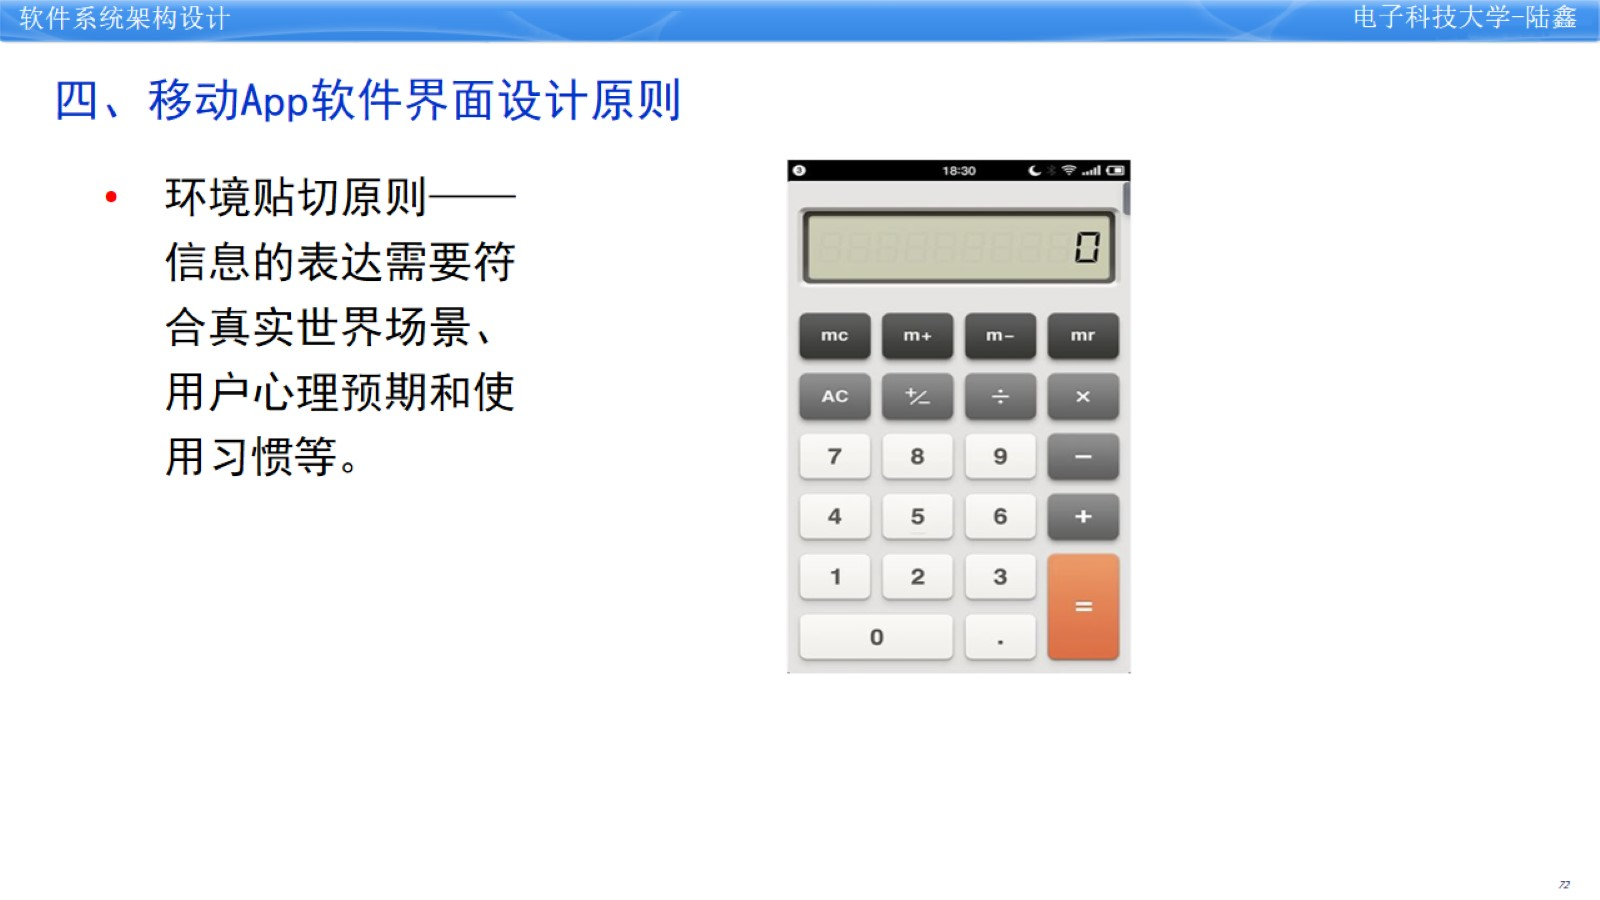 软件系统架构设计
电子科技大学-陆鑫
四、移动App软件界面设计原则
• 环境贴切原则——
信息的表达需要符
合真实世界场景、
用户心理预期和使
用习惯等。
18:30
0
mc m+ m- mr
AC +/- ÷ ×
7 8 9 −
4 5 6 +
1 2 3 =
0 .
72